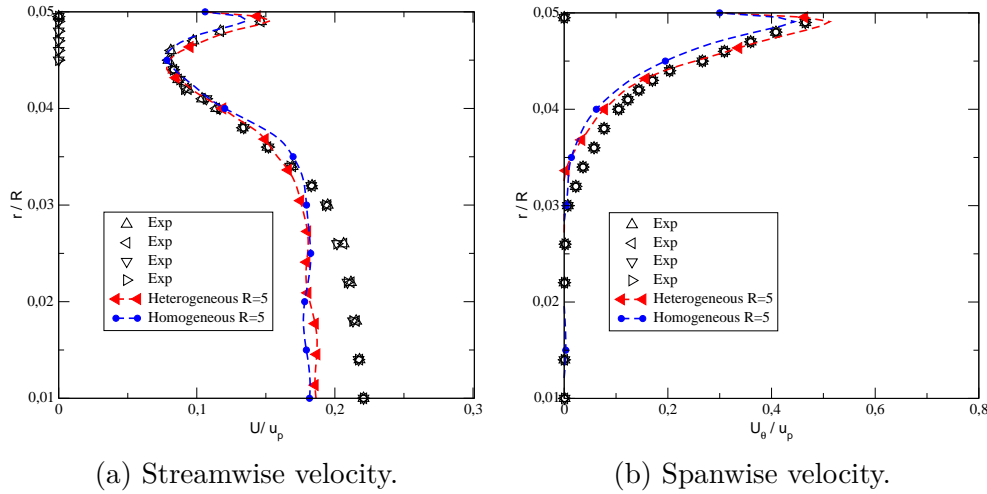 0,05
0,04
0,03
0,02
0,01
r / R
0
0,1
0,2
0,3
U/ u_p
Exp
Exp
Exp
Exp
Heterogeneous R=5
Homogeneous R=5
(a) Streamwise velocity.
0,05
0,04
0,03
0,02
0,01
r / R
0
0,2
0,4
0,6
0,8
U_θ / u_p
Exp
Exp
Exp
Exp
Heterogeneous R=5
Homogeneous R=5
(b) Spanwise velocity.